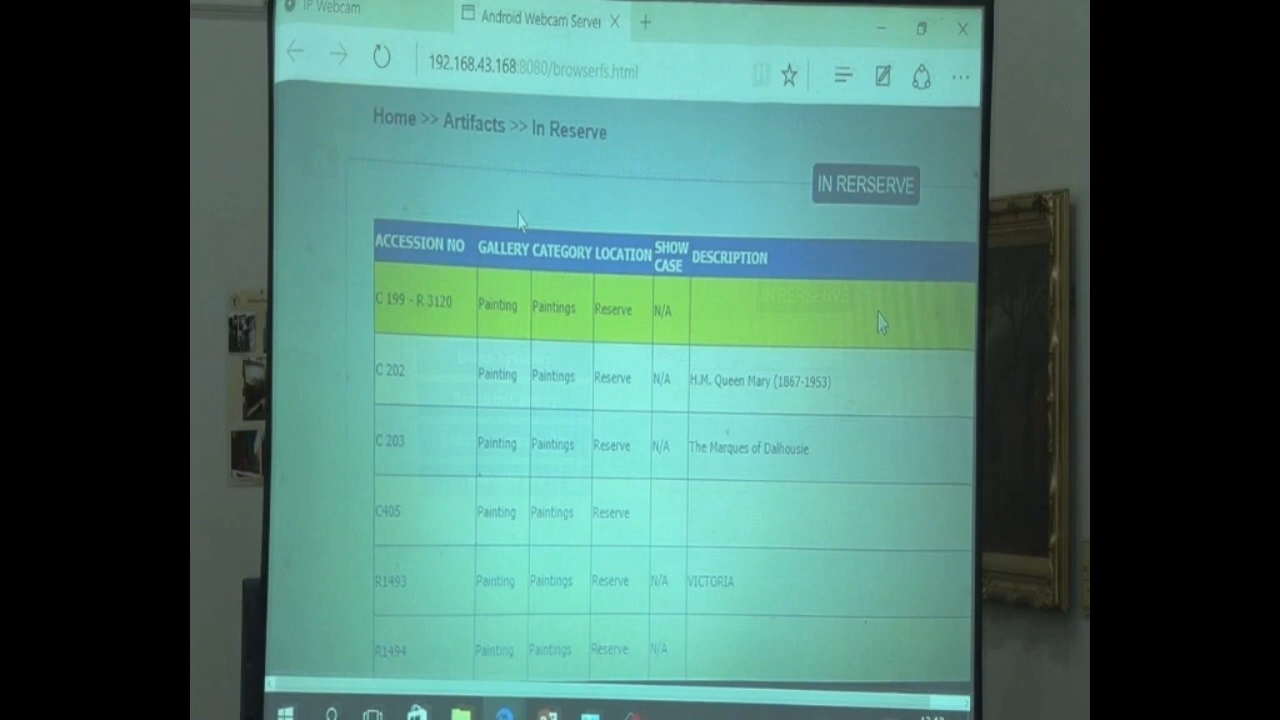 IP Webcam
Android Webcam Server
192.168.43.168:8080/browserfs.html
Home >> Artifacts >> In Reserve
IN RERSERVE
ACCESSION NO GALLERY CATEGORY LOCATION SHOW CASE DESCRIPTION
C 199 - R 3120 Painting Paintings Reserve N/A
C 202 Painting Paintings Reserve N/A H.M. Queen Mary (1867-1953)
C 203 Painting Paintings Reserve N/A The Marques of Dalhousie
C405 Painting Paintings Reserve
R1493 Painting Paintings Reserve N/A VICTORIA
R1494 Painting Paintings Reserve N/A